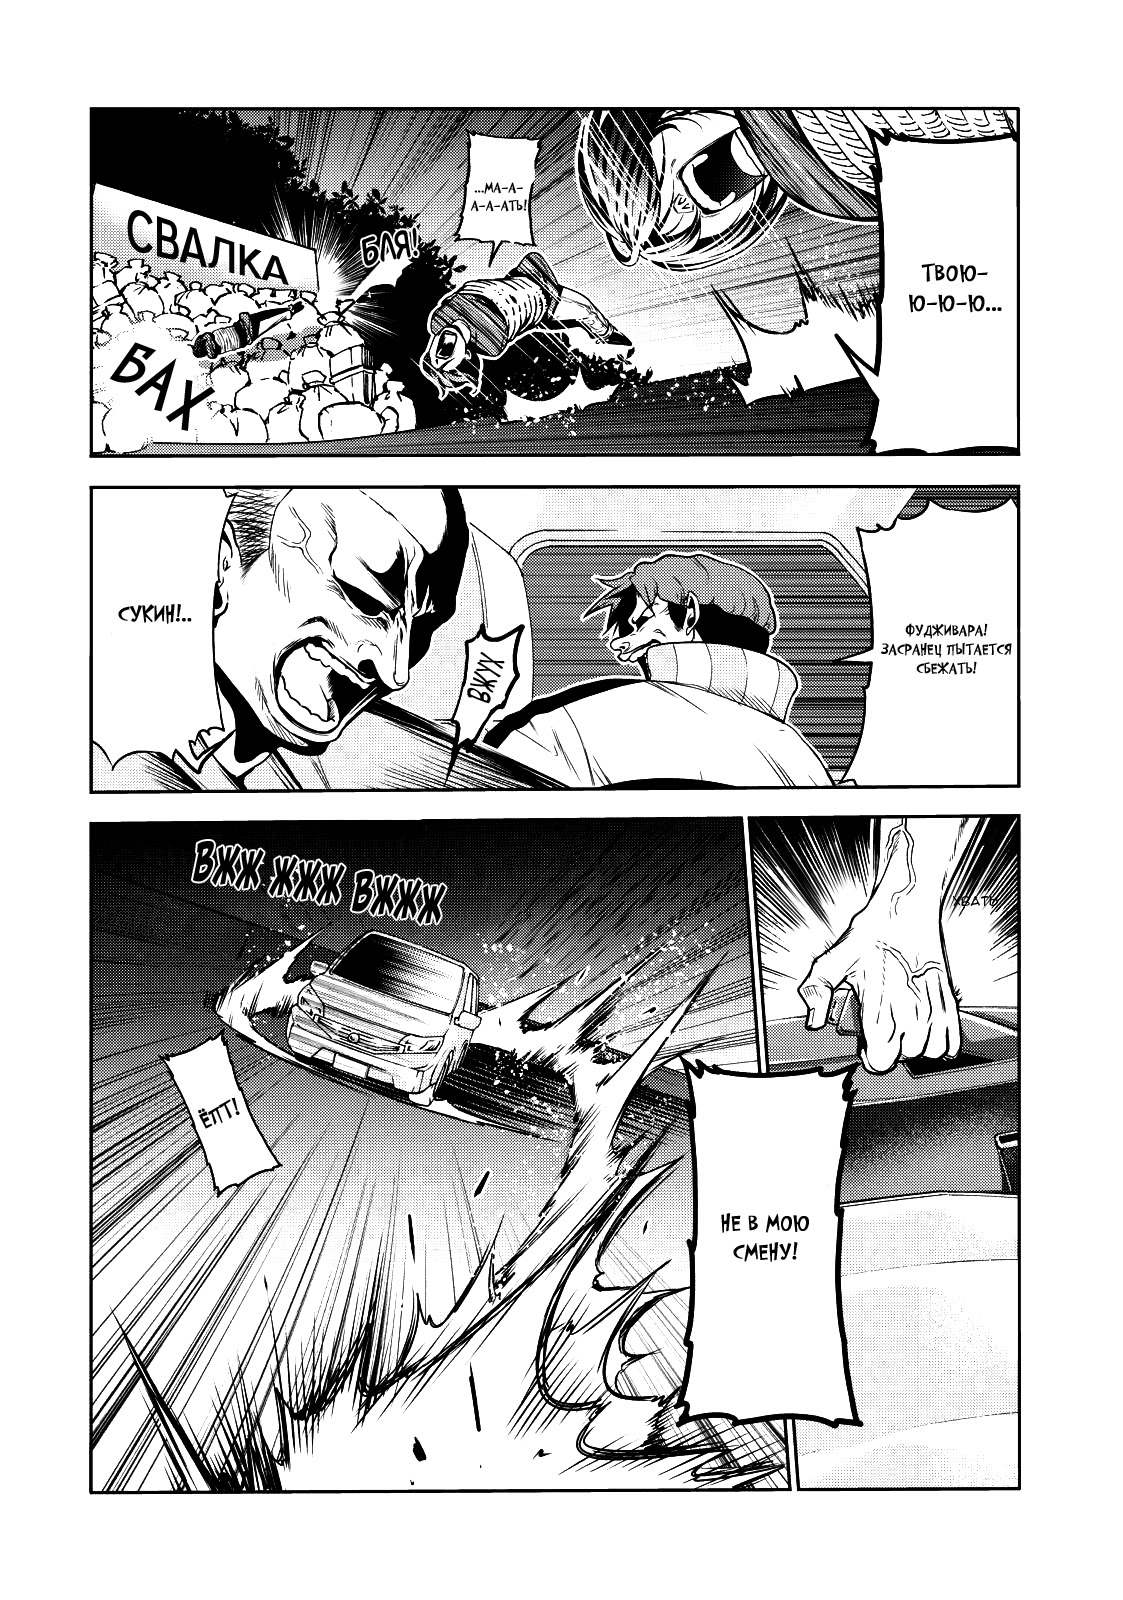 ТВОЮ-
Ю-Ю-Ю...
...МА-А-
А-А-АТЬ!
БЛЯ!
СВАЛКА
БАХ
ФУДЖИВАРА!
ЗАСРАНЕЦ ПЫТАЕТСЯ
СБЕЖАТЬ!
ВЖУХ
СУКИН!..
ХВАТЬ
НЕ В МОЮ
СМЕНУ!
ВЖЖ ЖЖЖ ВЖЖЖ
ЁПТ!